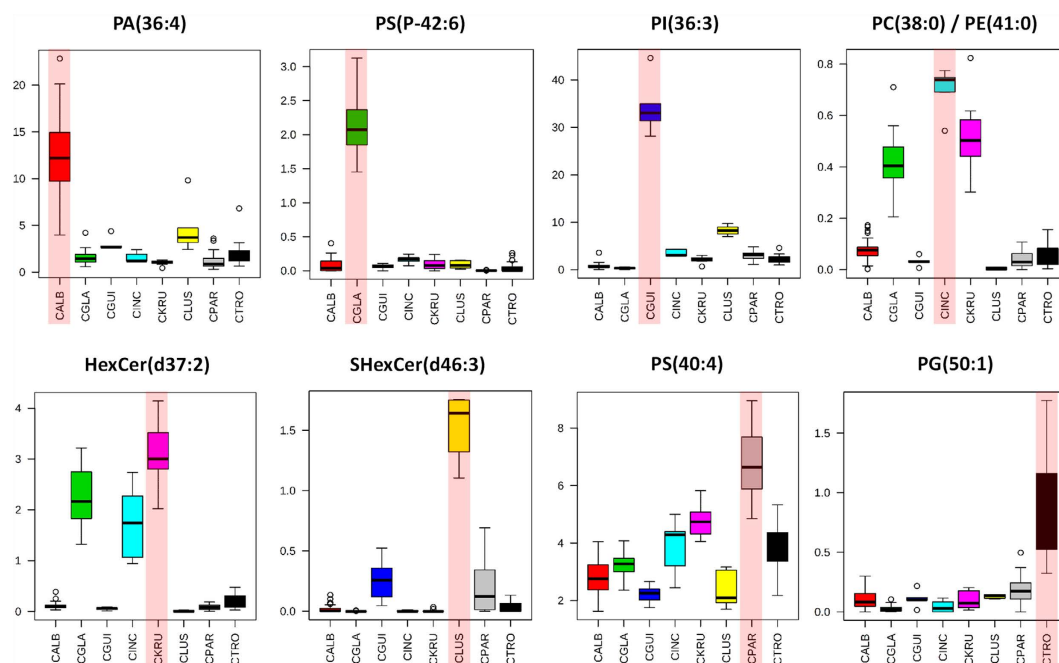 PA(36:4) PS(P-42:6) PI(36:3) PC(38:0) / PE(41:0)
20
15
10
5
0
CALB
CGLA
CGUI
CINC
CKRU
CLUS
CPAR
CTRO
3.0
2.5
2.0
1.5
1.0
0.5
0.0
CALB
CGLA
CGUI
CINC
CKRU
CLUS
CPAR
CTRO
40
30
20
10
0
CALB
CGLA
CGUI
CINC
CKRU
CLUS
CPAR
CTRO
0.8
0.6
0.4
0.2
0.0
CALB
CGLA
CGUI
CINC
CKRU
CLUS
CPAR
CTRO
HexCer(d37:2) SHexCer(d46:3) PS(40:4) PG(50:1)
4
3
2
1
0
CALB
CGLA
CGUI
CINC
CKRU
CLUS
CPAR
CTRO
1.5
1.0
0.5
0.0
CALB
CGLA
CGUI
CINC
CKRU
CLUS
CPAR
CTRO
8
6
4
2
CALB
CGLA
CGUI
CINC
CKRU
CLUS
CPAR
CTRO
1.5
1.0
0.5
0.0
CALB
CGLA
CGUI
CINC
CKRU
CLUS
CPAR
CTRO